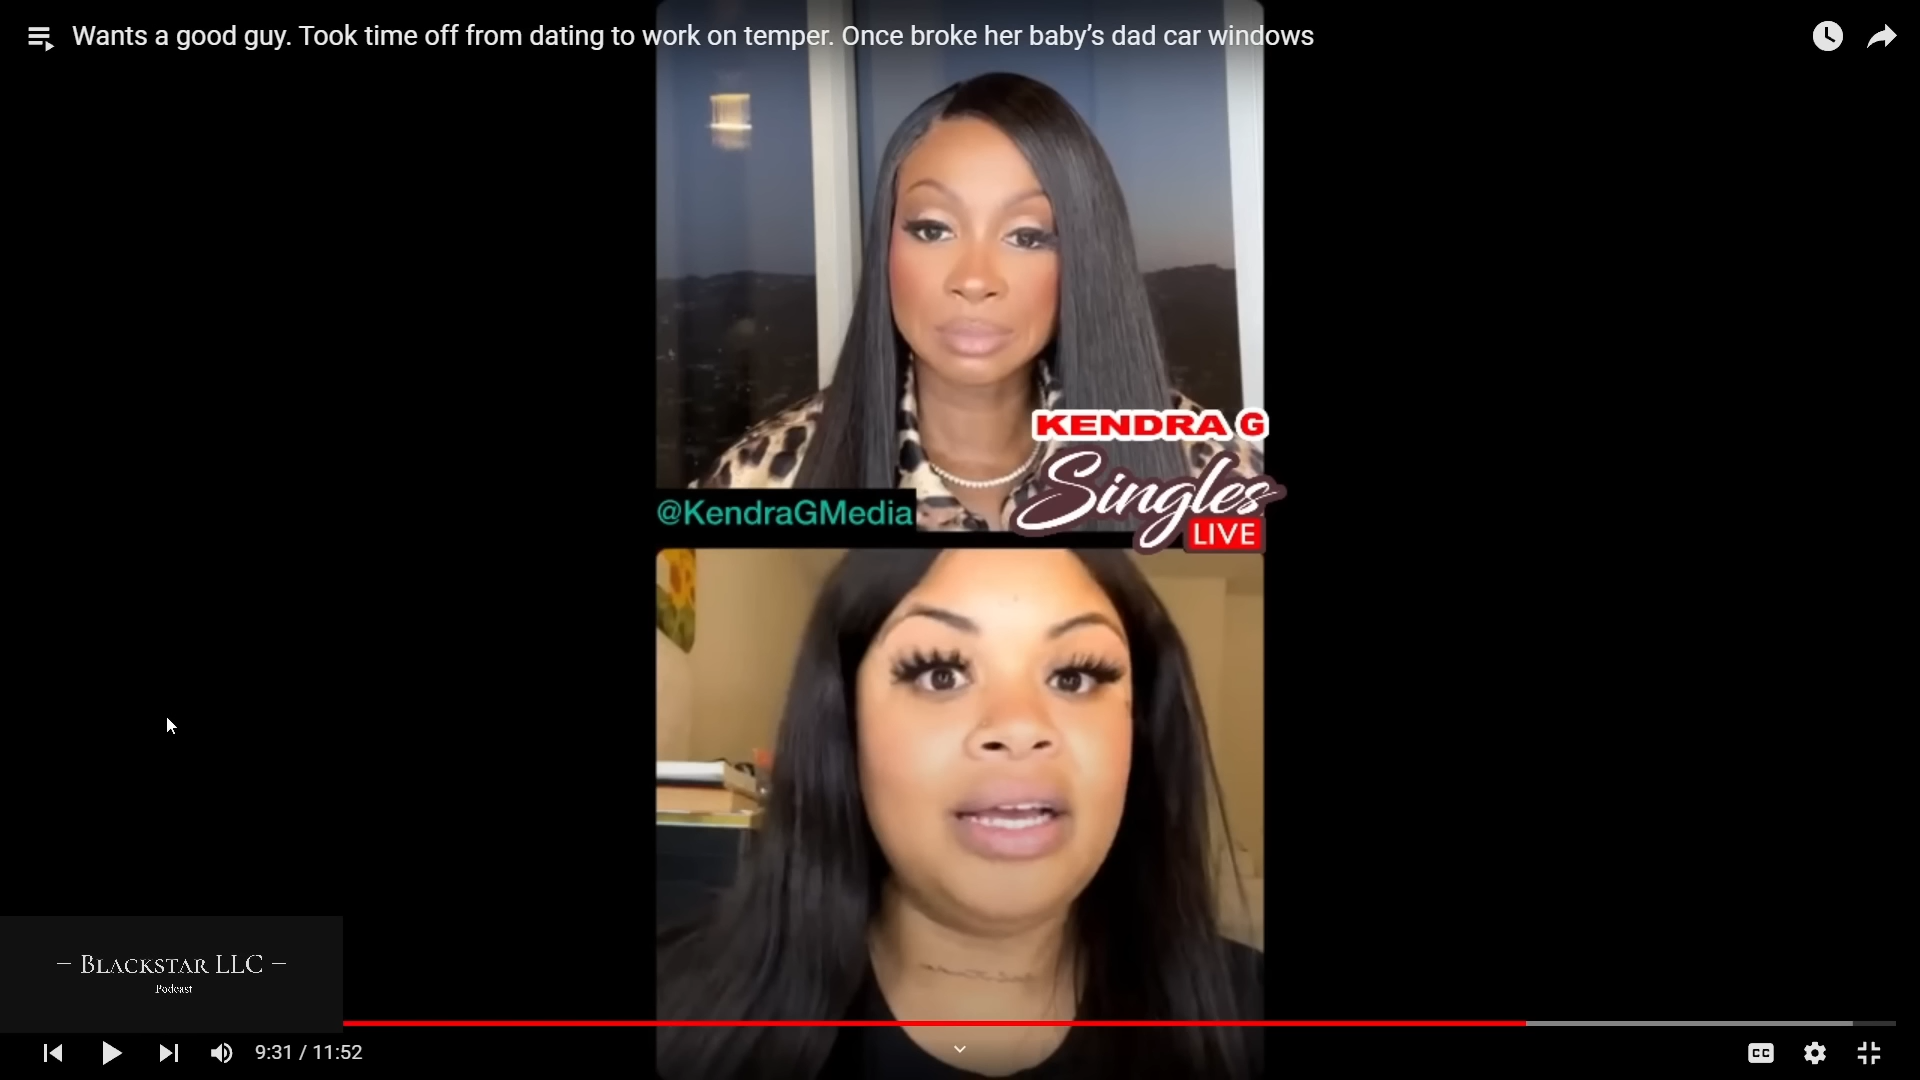 Wants a good guy. Took time off from dating to work on temper. Once broke her baby’s dad car windows
KENDRA G
Singles
LIVE
@KendraGMedia
— BLACKSTAR LLC —
Podcast
9:31 / 11:52
CC